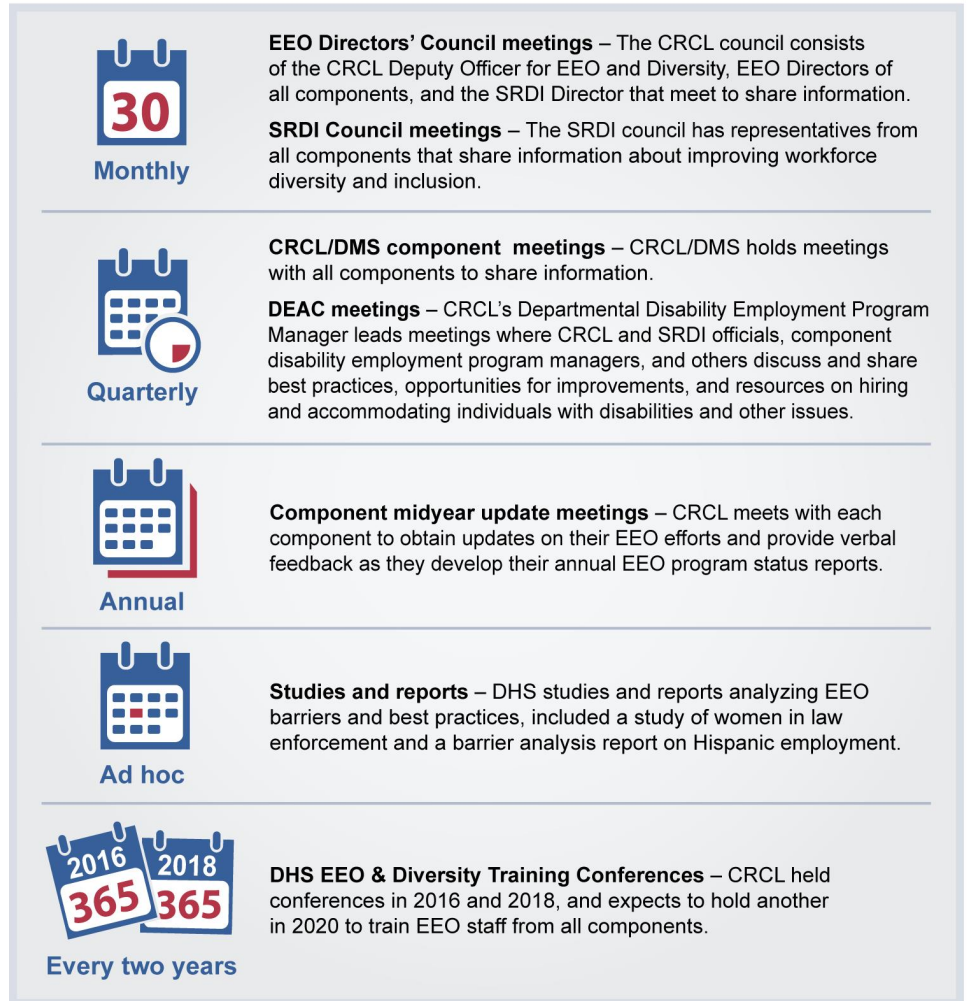 EEO Directors’ Council meetings – The CRCL council consists
of the CRCL Deputy Officer for EEO and Diversity, EEO Directors of
all components, and the SRDI Director that meet to share information.
30
Monthly
SRDI Council meetings – The SRDI council has representatives from
all components that share information about improving workforce
diversity and inclusion.
CRCL/DMS component meetings – CRCL/DMS holds meetings
with all components to share information.
DEAC meetings – CRCL’s Departmental Disability Employment Program
Manager leads meetings where CRCL and SRDI officials, component
disability employment program managers, and others discuss and share
best practices, opportunities for improvements, and resources on hiring
and accommodating individuals with disabilities and other issues.
Quarterly
Component midyear update meetings – CRCL meets with each
component to obtain updates on their EEO efforts and provide verbal
feedback as they develop their annual EEO program status reports.
Annual
Studies and reports – DHS studies and reports analyzing EEO
barriers and best practices, included a study of women in law
enforcement and a barrier analysis report on Hispanic employment.
Ad hoc
2016
365
2018
365
Every two years
DHS EEO & Diversity Training Conferences – CRCL held
conferences in 2016 and 2018, and expects to hold another
in 2020 to train EEO staff from all components.